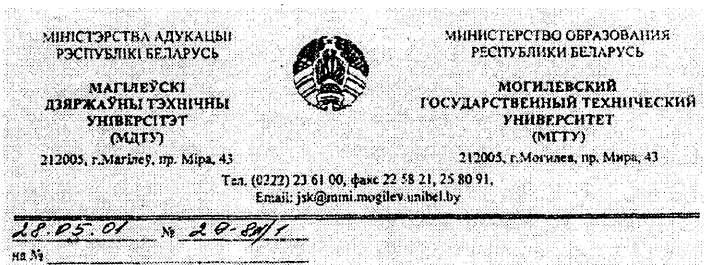 МІНІСТЭРСТВА АДУКАЦЫІ
РЭСПУБЛІКІ БЕЛАРУСЬ
МАГІЛЕЎСКІ
ДЗЯРЖАЎНЫ ТЭХНІЧНЫ
УНІВЕРСІТЭТ
(МДТУ)
212005, г.Магілеў, пр. Міра, 43
МИНИСТЕРСТВО ОБРАЗОВАНИЯ
РЕСПУБЛИКИ БЕЛАРУСЬ
МОГИЛЕВСКИЙ
ГОСУДАРСТВЕННЫЙ ТЕХНИЧЕСКИЙ
УНИВЕРСИТЕТ
(МГТУ)
212005, г.Могилев, пр. Мира, 43
Тел. (0222) 23 61 00, факс 22 58 21, 25 80 91,
Email: jsk@mmi.mogilev.unibel.by
28.05.01 №
на №